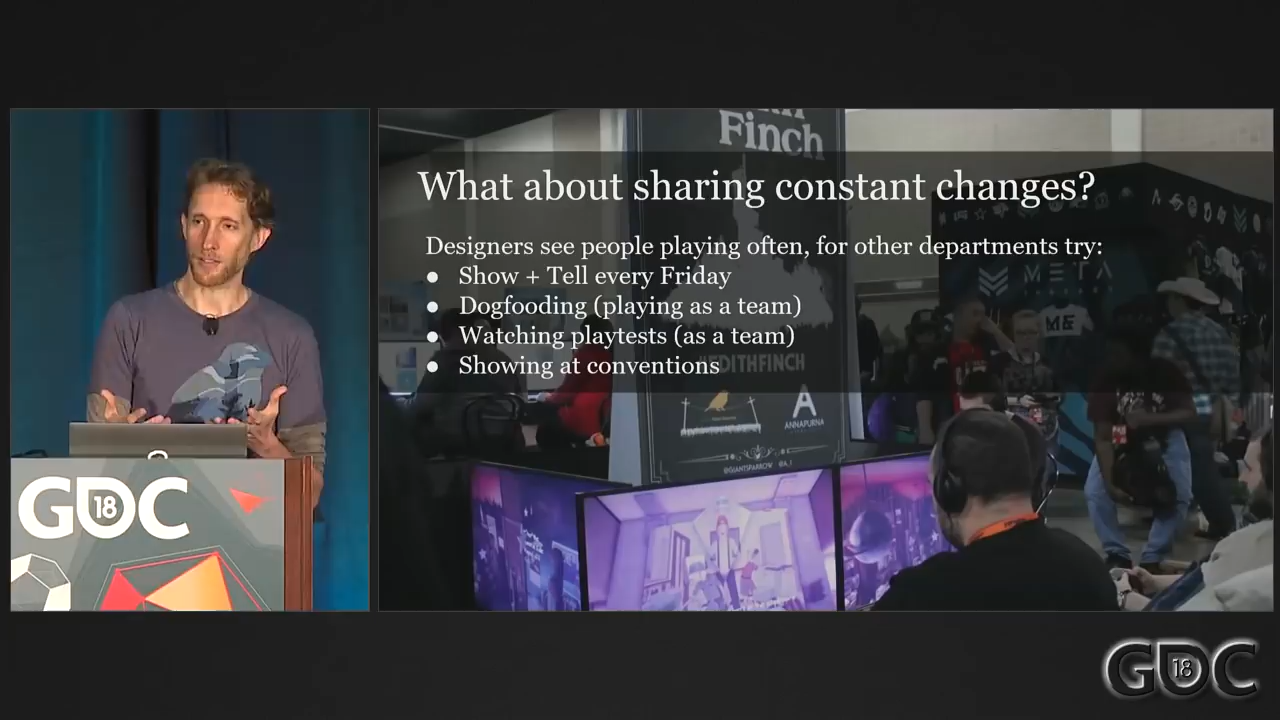 Finch
What about sharing constant changes?
Designers see people playing often, for other departments try:
● Show + Tell every Friday
● Dogfooding (playing as a team)
● Watching playtests (as a team)
● Showing at conventions
META
ME
#EDITHFINCH
A
ANNAPURNA
@GIANTSPARROW
GDC
18
GDC
18